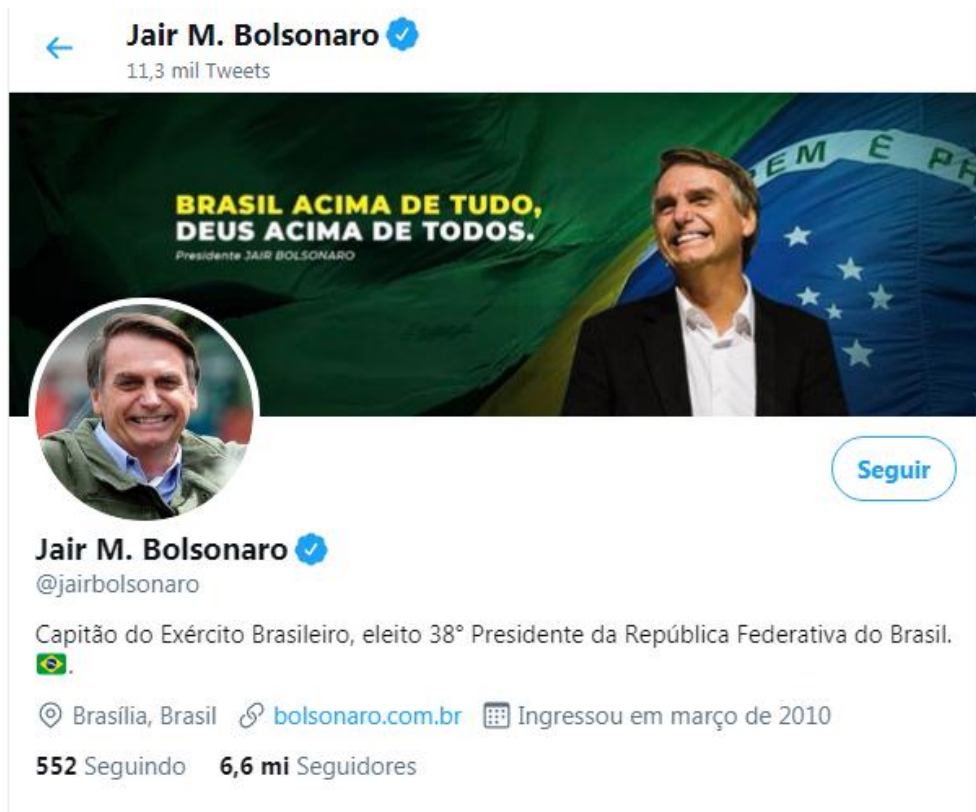 Jair M. Bolsonaro
11,3 mil Tweets
BRASIL ACIMA DE TUDO,
DEUS ACIMA DE TODOS.
Presidente JAIR BOLSONARO
EM É PR
Seguir
Jair M. Bolsonaro
@jairbolsonaro
Capitão do Exército Brasileiro, eleito 38° Presidente da República Federativa do Brasil.
.
Brasília, Brasil bolsonaro.com.br Ingressou em março de 2010
552 Seguindo 6,6 mi Seguidores